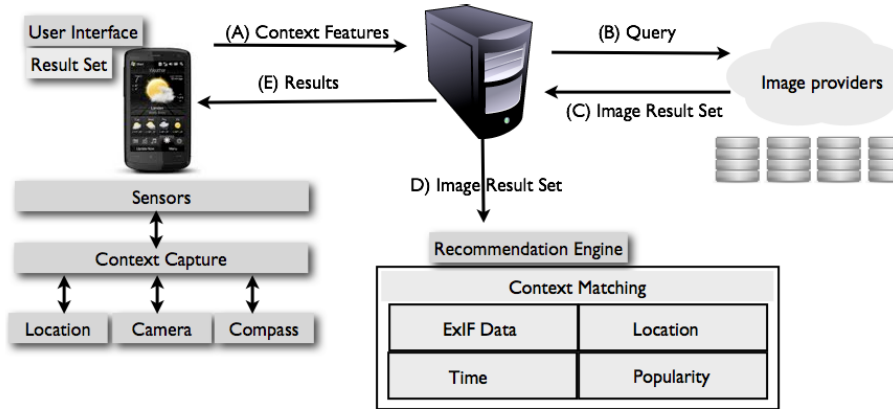 User Interface
Result Set
(A) Context Features
(E) Results
(B) Query
(C) Image Result Set
Image providers
D) Image Result Set
Sensors
Context Capture
Location
Camera
Compass
Recommendation Engine
Context Matching
ExIF Data
Location
Time
Popularity